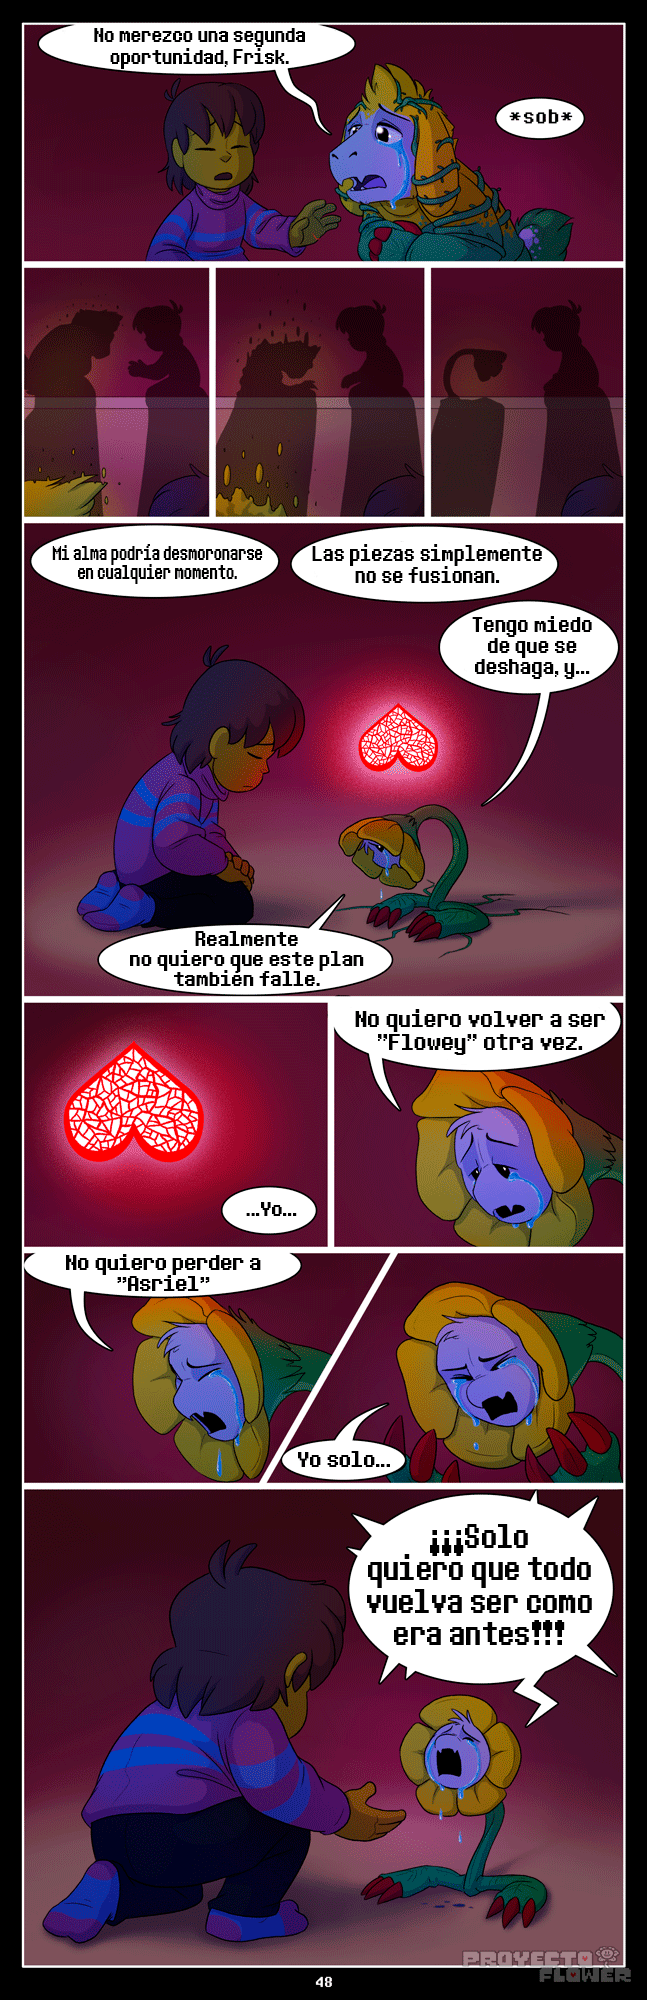 No merezco una segunda
oportunidad, Frisk.
*sob*
Mi alma podría desmoronarse
en cualquier momento.
Las piezas simplemente
no se fusionan.
Tengo miedo
de que se
deshaga, y...
Realmente
no quiero que este plan
también falle.
...Yo...
No quiero volver a ser
"Flowey" otra vez.
No quiero perder a
"Asriel"
Yo solo...
¡¡¡Solo
quiero que todo
vuelva ser como
era antes!!!
PROYECTO
FLOWER
48